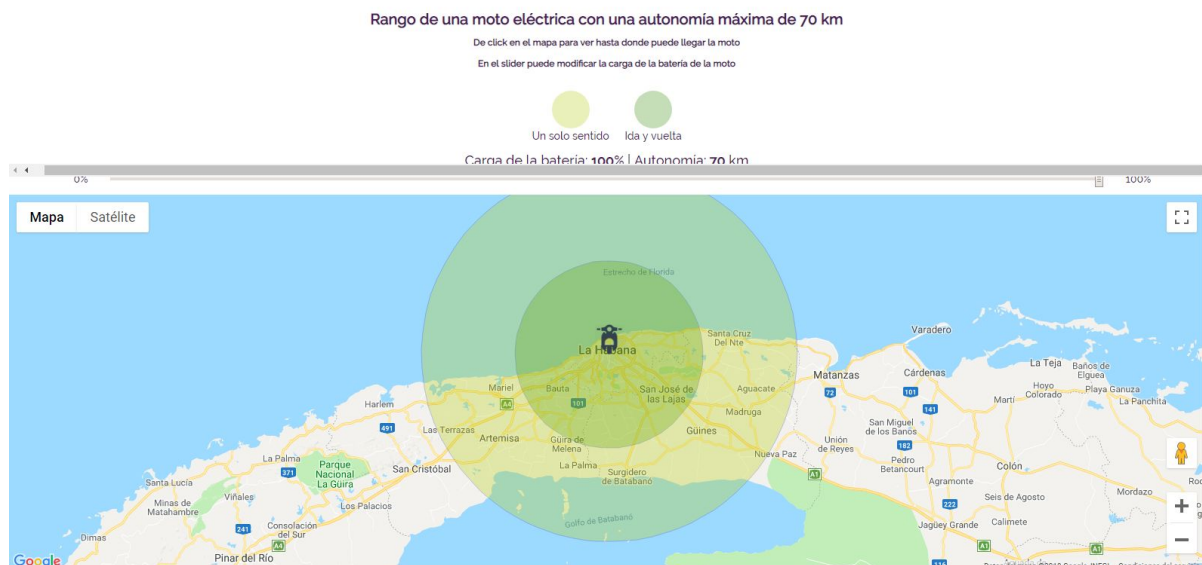 Rango de una moto eléctrica con una autonomía máxima de 70 km
De click en el mapa para ver hasta donde puede llegar la moto
En el slider puede modificar la carga de la batería de la moto
Un solo sentido Ida y vuelta
Carga de la batería: 100% | Autonomía: 70 km
0% 100%
Mapa Satélite
Estrecho de Florida
Varadero
Santa Cruz
Del Nte
La Habana
La Teja
Baños de
Elguea
Matanzas
Cárdenas
Mariel
Bauta
San José de
las Lajas
Aguacate
72
101
Hoyo
Colorado
Playa Ganuza
Martí
La Panchita
Harlem
A4
101
141
Madruga
491
Las Terrazas
Artemisa
Güira de
Melena
Güines
San Miguel
de los Baños
Unión
de Reyes
182
La Palma
Nueva Paz
Pedro
Betancourt
371
Parque
Nacional
La Güira
San Cristóbal
La Palma
Surgidero
de Batabanó
A1
Colón
Santa Lucía
Agramonte
Minas de
Matahambre
Viñales
Los Palacios
Mordazo
Seis de Agosto
222
Golfo de Batabanó
241
Consolación
del Sur
Jagüey Grande
Calimete
Dimas
A4
A1
A1
Pinar del Río
Google
116